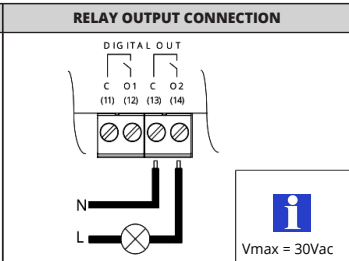 RELAY OUTPUT CONNECTION
DIGITAL OUT
C O1 C O2
(11) (12) (13) (14)
N
L
i
Vmax = 30Vac